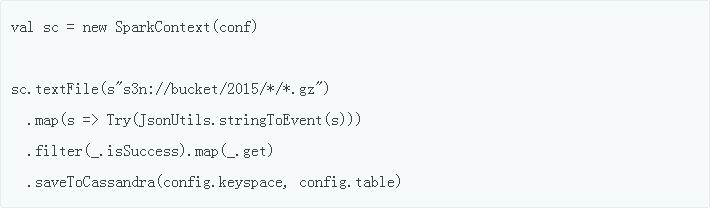 val sc = new SparkContext(conf)
sc.textFile(s"s3n://bucket/2015/*/*.gz")
.map(s => Try(JsonUtils.stringToEvent(s)))
.filter(_.isSuccess).map(_.get)
.saveToCassandra(config.keyspace, config.table)